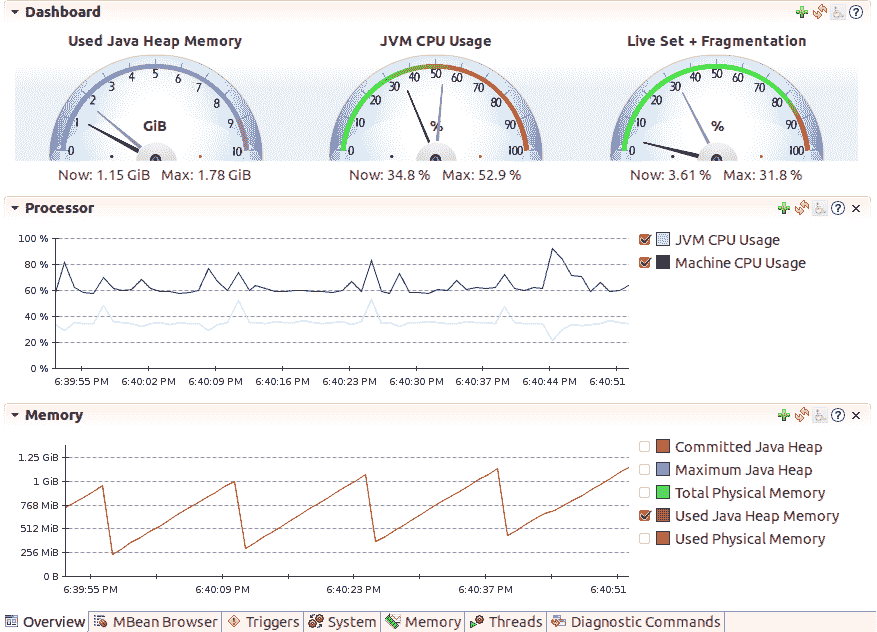 Dashboard
Used Java Heap Memory
JVM CPU Usage
Live Set + Fragmentation
0 1 2 3 4 5 6 7 8 9 10
GiB
0 10 20 30 40 50 60 70 80 90 100
%
0 10 20 30 40 50 60 70 80 90 100
%
Now: 1.15 GiB Max: 1.78 GiB
Now: 34.8 % Max: 52.9 %
Now: 3.61 % Max: 31.8 %
Processor
100 %
80 %
60 %
40 %
20 %
0 %
6:39:55 PM 6:40:02 PM 6:40:09 PM 6:40:16 PM 6:40:23 PM 6:40:30 PM 6:40:37 PM 6:40:44 PM 6:40:51
JVM CPU Usage
Machine CPU Usage
Memory
1.25 GiB
1 GiB
768 MiB
512 MiB
256 MiB
0 B
6:39:55 PM 6:40:09 PM 6:40:23 PM 6:40:37 PM 6:40:51
Committed Java Heap
Maximum Java Heap
Total Physical Memory
Used Java Heap Memory
Used Physical Memory
Overview MBean Browser Triggers System Memory Threads Diagnostic Commands